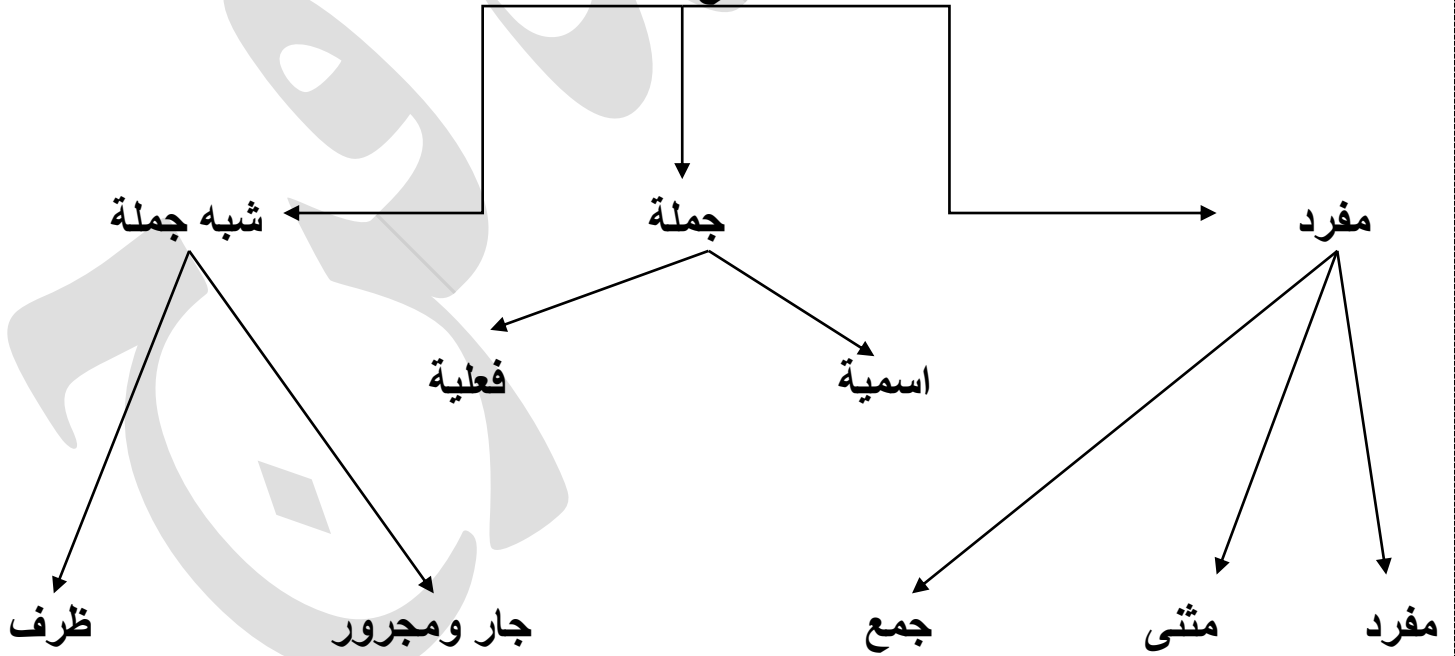 مفرد جملة شبه جملة
اسمية فعلية
مفرد مثنى جمع جار ومجرور ظرف